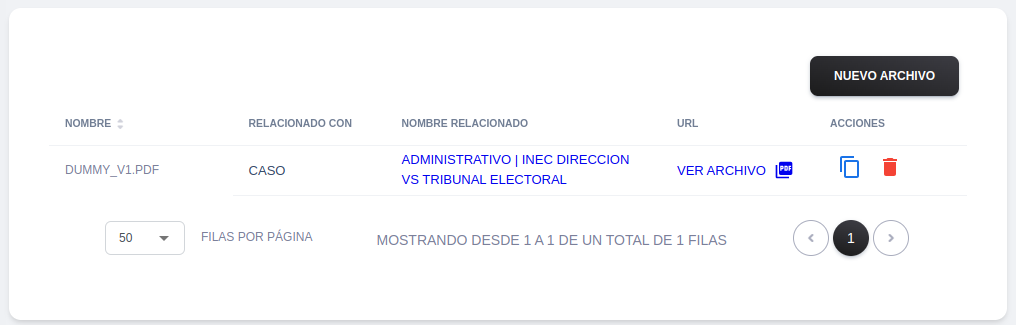 NUEVO ARCHIVO
NOMBRE RELACIONADO CON NOMBRE RELACIONADO URL ACCIONES
DUMMY_V1.PDF CASO ADMINISTRATIVO | INEC DIRECCION VER ARCHIVO PDF
VS TRIBUNAL ELECTORAL
50 FILAS POR PÁGINA MOSTRANDO DESDE 1 A 1 DE UN TOTAL DE 1 FILAS 1